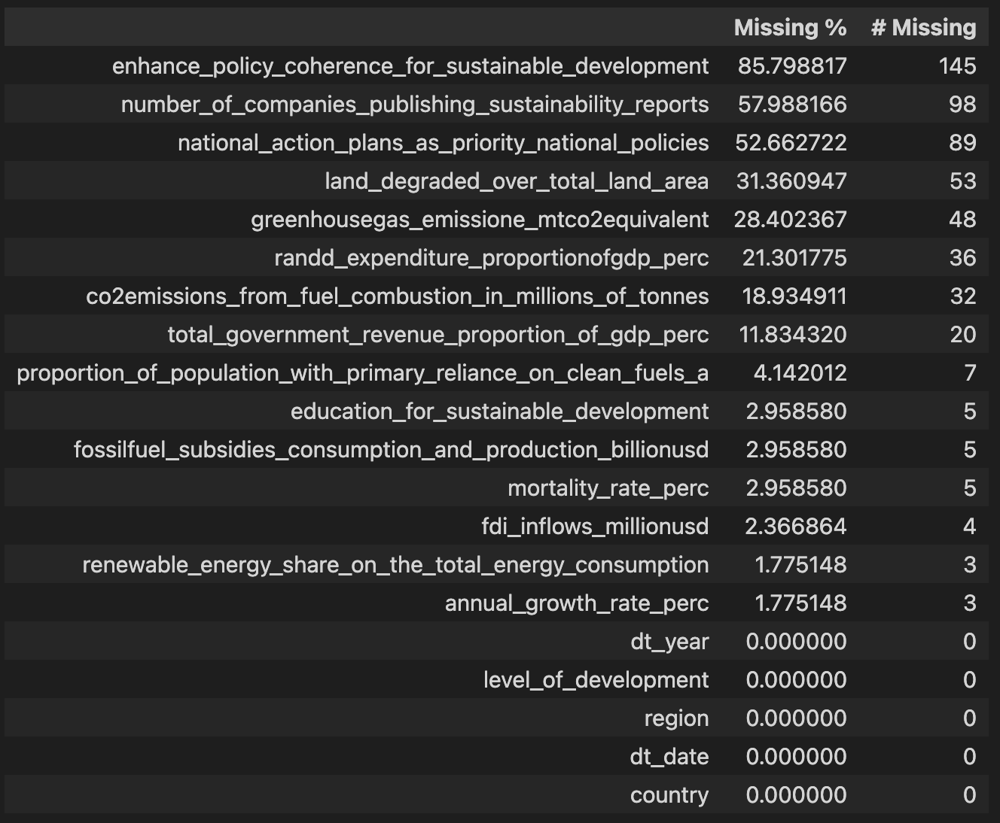 Missing % # Missing
enhance_policy_coherence_for_sustainable_development 85.798817 145
number_of_companies_publishing_sustainability_reports 57.988166 98
national_action_plans_as_priority_national_policies 52.662722 89
land_degraded_over_total_land_area 31.360947 53
greenhousegas_emissione_mtco2equivalent 28.402367 48
randd_expenditure_proportionofgdp_perc 21.301775 36
co2emissions_from_fuel_combustion_in_millions_of_tonnes 18.934911 32
total_government_revenue_proportion_of_gdp_perc 11.834320 20
proportion_of_population_with_primary_reliance_on_clean_fuels_a 4.142012 7
education_for_sustainable_development 2.958580 5
fossilfuel_subsidies_consumption_and_production_billionusd 2.958580 5
mortality_rate_perc 2.958580 5
fdi_inflows_millionusd 2.366864 4
renewable_energy_share_on_the_total_energy_consumption 1.775148 3
annual_growth_rate_perc 1.775148 3
dt_year 0.000000 0
level_of_development 0.000000 0
region 0.000000 0
dt_date 0.000000 0
country 0.000000 0